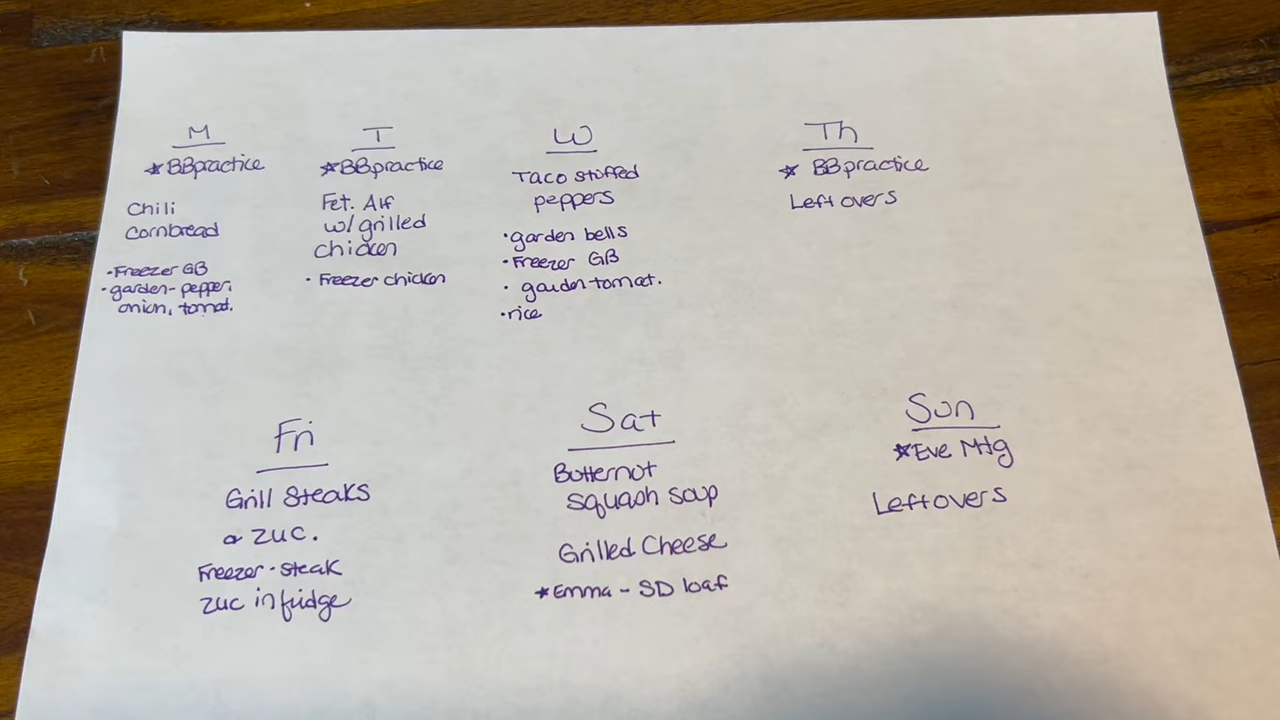 M
★BBpractice
Chili
Cornbread
•Freezer GB
•garden-pepper,
onion, tomat.
T
★BBpractice
Fet. Alf
w/grilled
chicken
• Freezer chicken
W
Taco stuffed
peppers
•garden bells
•Freezer GB
• garden tomat.
•rice
Th
★ BBpractice
Leftovers
Fri
Grill Steaks
& zuc.
Freezer-steak
zuc in fridge
Sat
Butternut
squash soup
Grilled Cheese
★Emma - SD loaf
Sun
★Eve Mtg
Leftovers